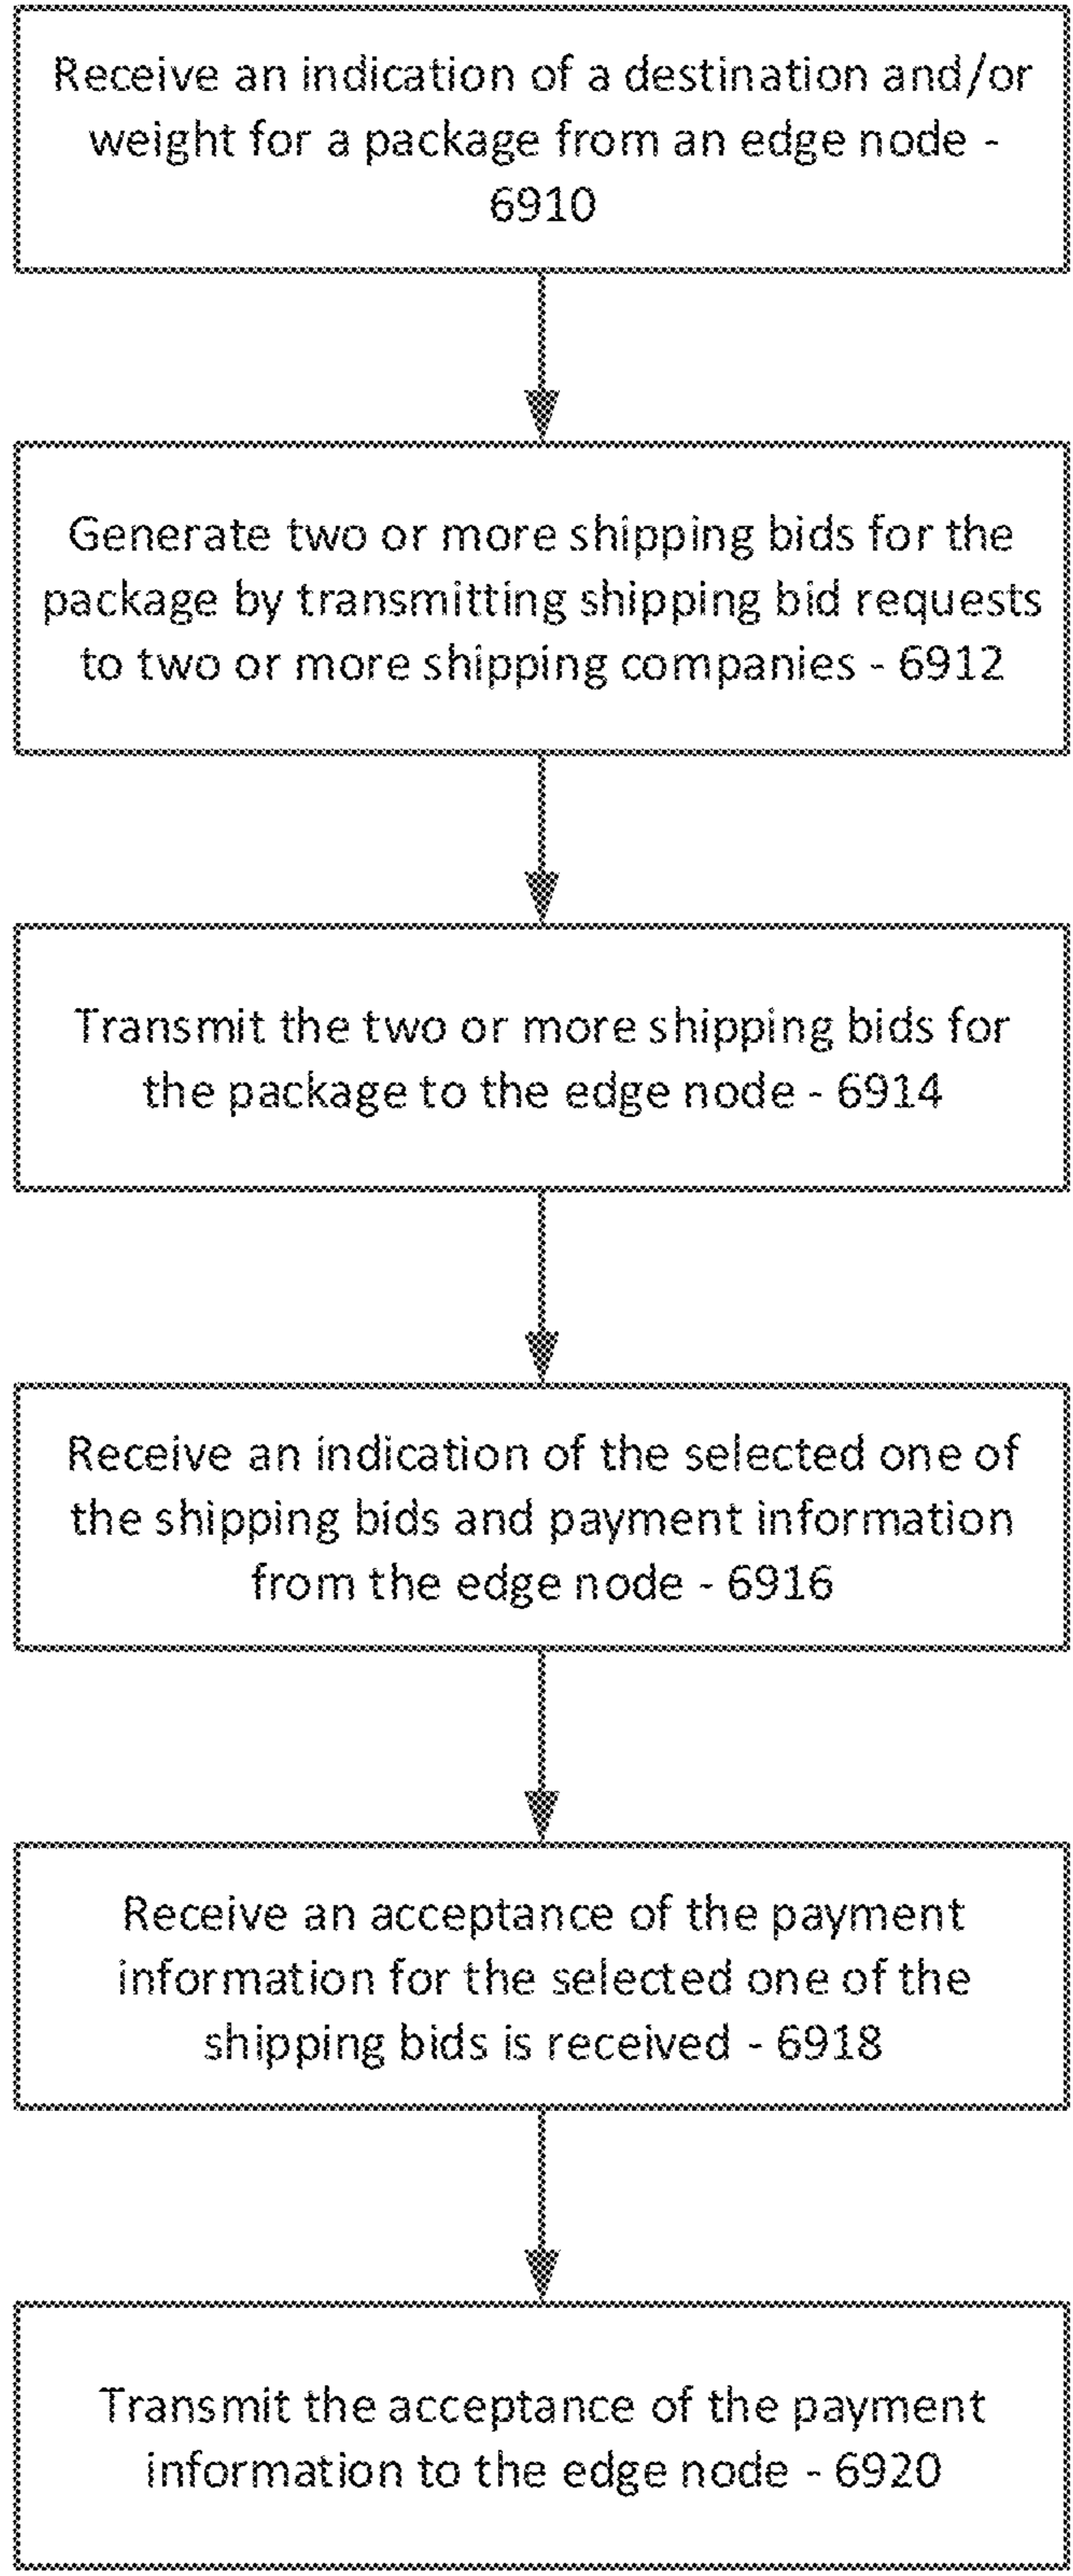 Receive an indication of a destination and/or
weight for a package from an edge node -
6910
Generate two or more shipping bids for the
package by transmitting shipping bid requests
to two or more shipping companies - 6912
Transmit the two or more shipping bids for
the package to the edge node - 6914
Receive an indication of the selected one of
the shipping bids and payment information
from the edge node - 6916
Receive an acceptance of the payment
information for the selected one of the
shipping bids is received - 6918
Transmit the acceptance of the payment
information to the edge node - 6920